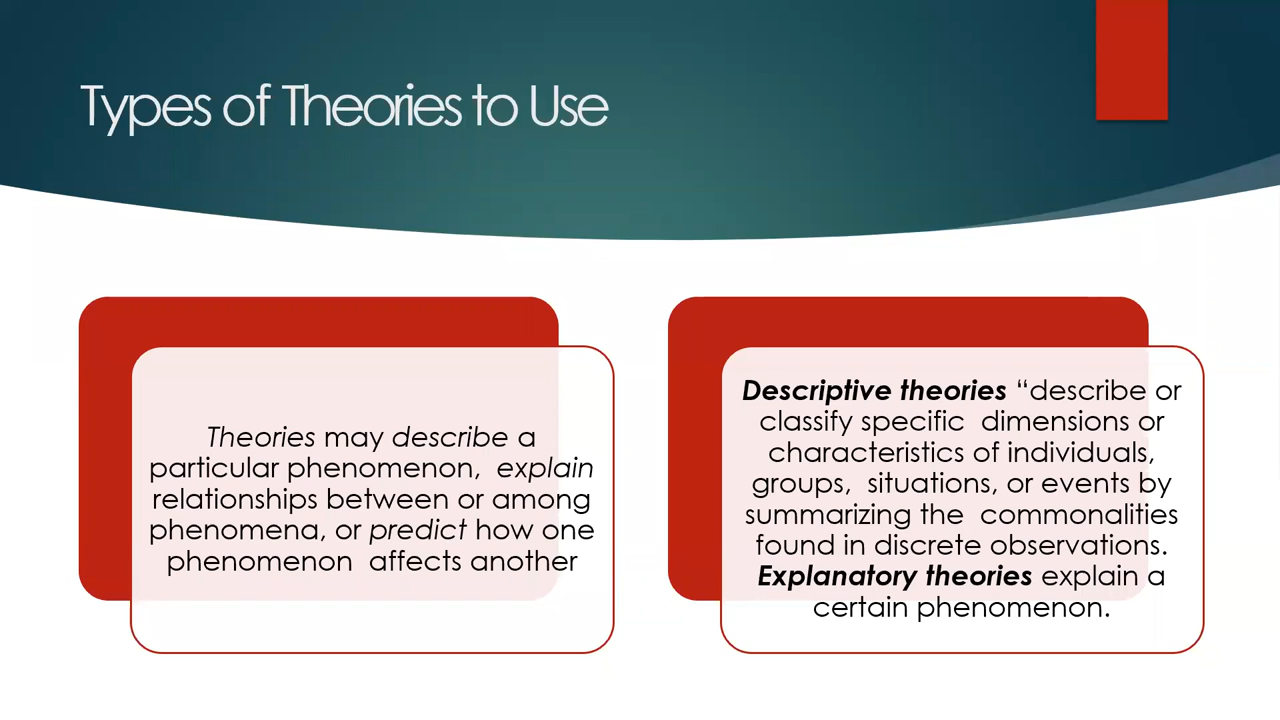 Types of Theories to Use
Theories may describe a
particular phenomenon, explain
relationships between or among
phenomena, or predict how one
phenomenon affects another
Descriptive theories “describe or
classify specific dimensions or
characteristics of individuals,
groups, situations, or events by
summarizing the commonalities
found in discrete observations.
Explanatory theories explain a
certain phenomenon.